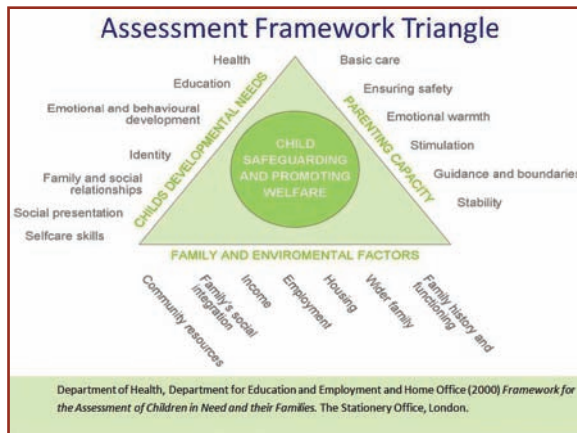 Assessment Framework Triangle
Health
Education
Emotional and behavioural
development
Identity
Family and social
relationships
Social presentation
Selfcare skills
CHILDS DEVELOPMENTAL NEEDS
CHILD
SAFEGUARDING
AND PROMOTING
WELFARE
PARENTING CAPACITY
Basic care
Ensuring safety
Emotional warmth
Stimulation
Guidance and boundaries
Stability
FAMILY AND ENVIROMENTAL FACTORS
Community resources
Family's social
integration
Income
Employment
Housing
Wider family
Family history and
functioning
Department of Health, Department for Education and Employment and Home Office (2000) Framework for
the Assessment of Children in Need and their Families. The Stationery Office, London.